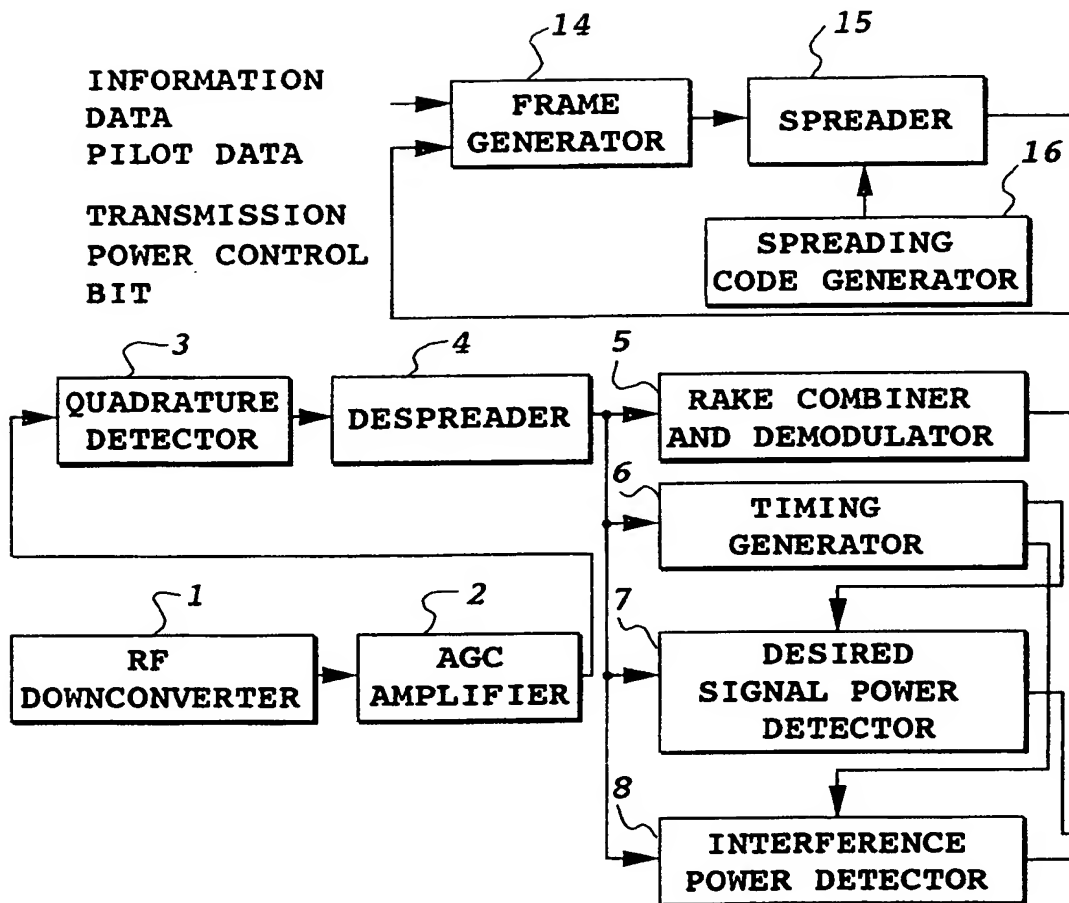 14
15
INFORMATION
DATA
PILOT DATA
FRAME
GENERATOR
SPREADER
16
TRANSMISSION
POWER CONTROL
BIT
SPREADING
CODE GENERATOR
3
4
5
QUADRATURE
DETECTOR
DESPREADER
RAKE COMBINER
AND DEMODULATOR
6
TIMING
GENERATOR
1
2
7
RF
DOWNCONVERTER
AGC
AMPLIFIER
DESIRED
SIGNAL POWER
DETECTOR
8
INTERFERENCE
POWER DETECTOR